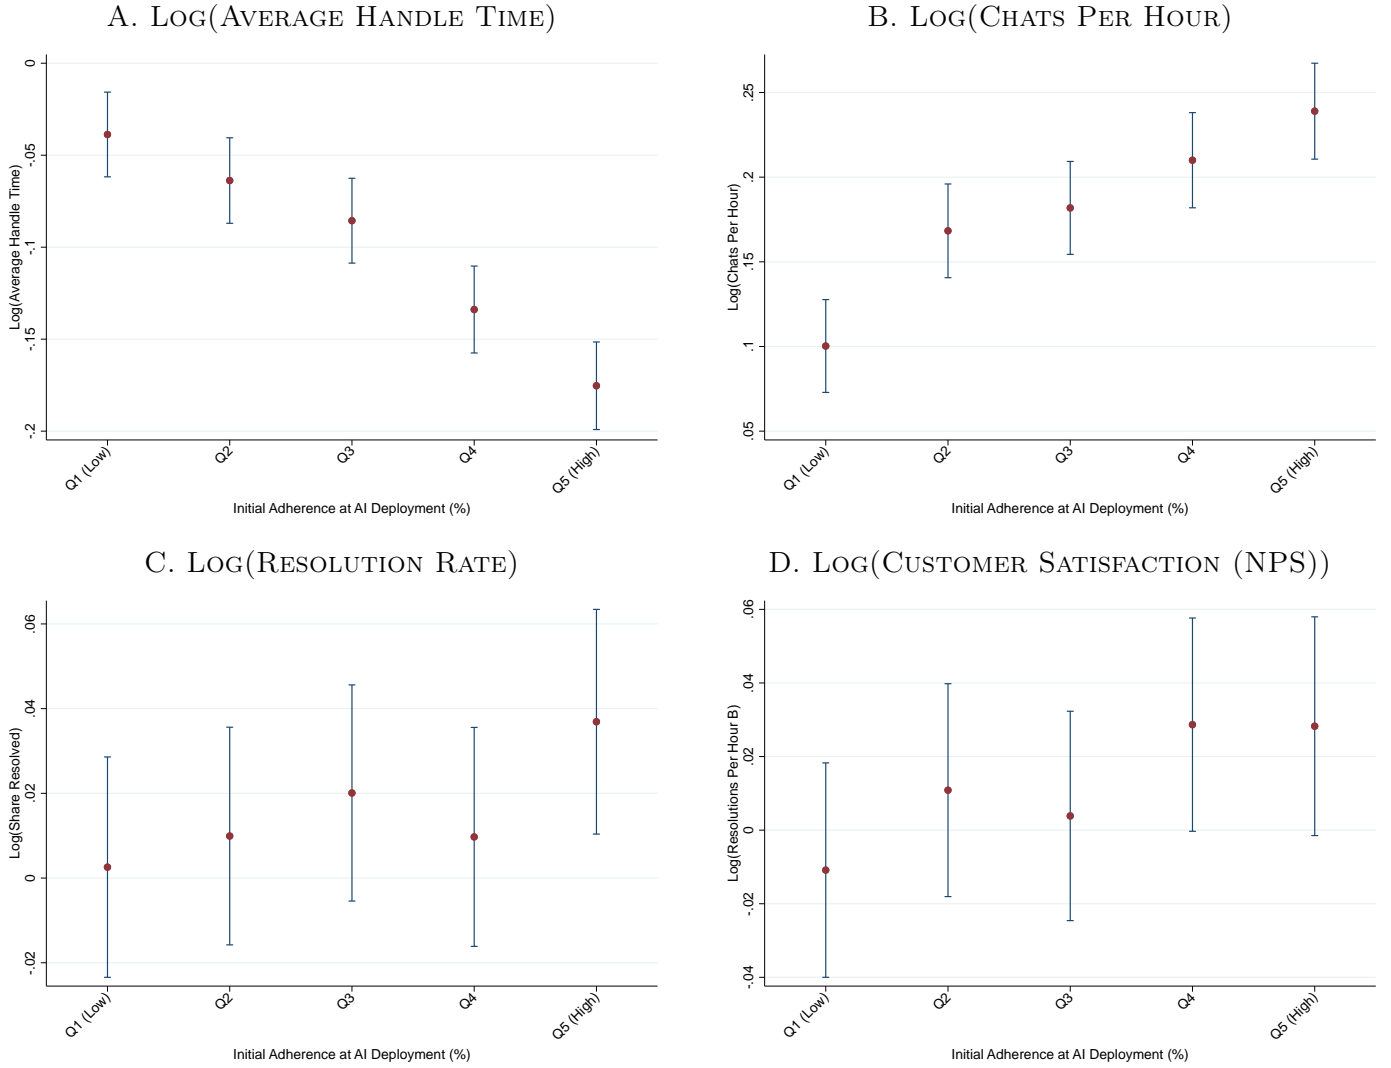 A. Log(Average Handle Time)
0
-.05
-.1
-.15
-.2
Log(Average Handle Time)
Q1 (Low)
Q2
Q3
Q4
Q5 (High)
Initial Adherence at AI Deployment (%)
B. Log(Chats Per Hour)
.25
.2
.15
.1
.05
Log(Chats Per Hour)
Q1 (Low)
Q2
Q3
Q4
Q5 (High)
Initial Adherence at AI Deployment (%)
C. Log(Resolution Rate)
.06
.04
.02
0
-.02
Log(Share Resolved)
Q1 (Low)
Q2
Q3
Q4
Q5 (High)
Initial Adherence at AI Deployment (%)
D. Log(Customer Satisfaction (NPS))
.06
.04
.02
0
-.02
-.04
Log(Resolutions Per Hour B)
Q1 (Low)
Q2
Q3
Q4
Q5 (High)
Initial Adherence at AI Deployment (%)